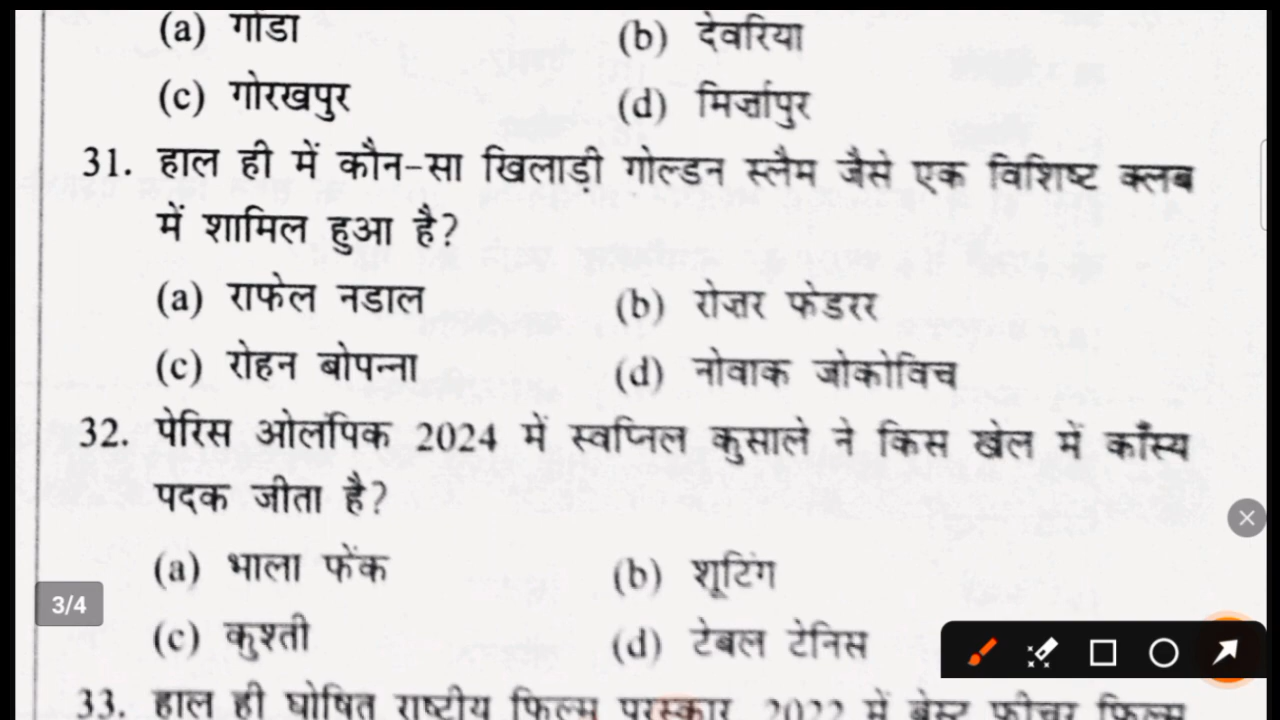 (a) गोंडा (b) देवरिया
(c) गोरखपुर (d) मिर्ज़ापुर
31. हाल ही में कौन-सा खिलाड़ी गोल्डन स्लैम जैसे एक विशिष्ट क्लब
में शामिल हुआ है?
(a) राफेल नडाल (b) रोज़र फेडरर
(c) रोहन बोपन्ना (d) नोवाक जोकोविच
32. पेरिस ओलंपिक 2024 में स्वप्निल कुसाले ने किस खेल में काँस्य
पदक जीता है?
(a) भाला फेंक (b) शूटिंग
3/4
(c) कुश्ती (d) टेबल टेनिस
33. हाल ही घोषित राष्ट्रीय फिल्म पुरस्कार 2022 में बेस्ट फीचर फिल्म